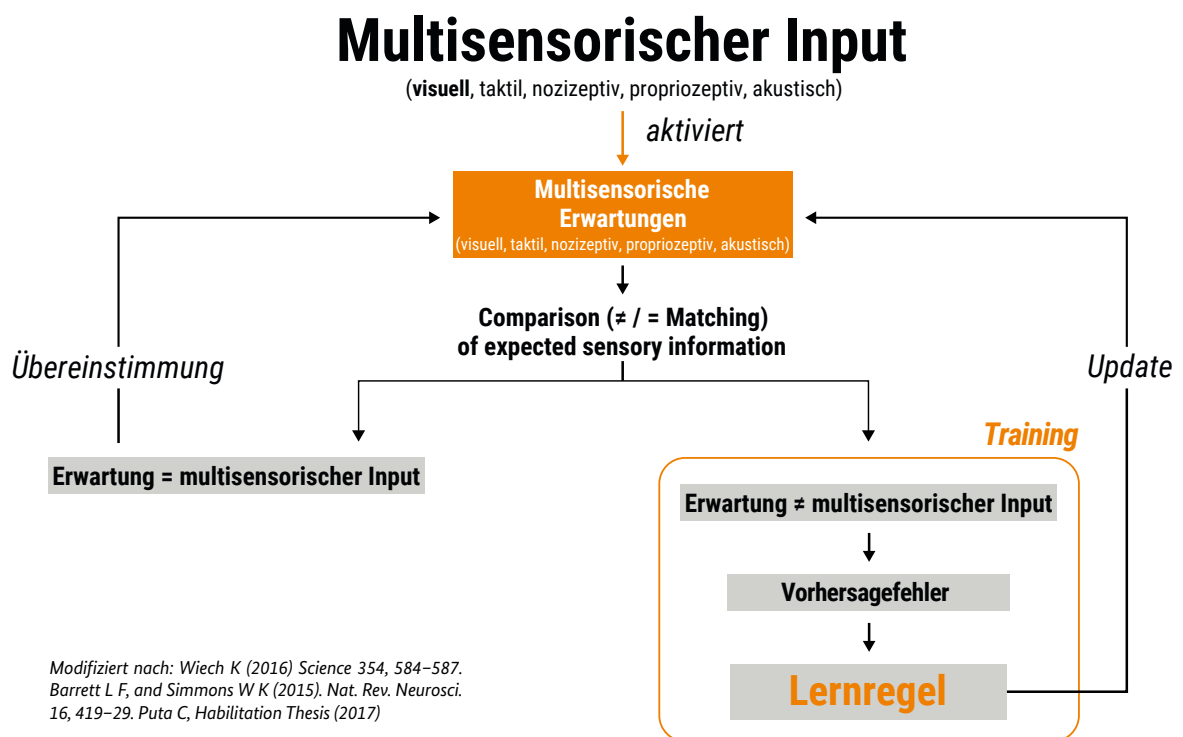 Multisensorischer Input
(visuell, taktil, nozizeptiv, propriozeptiv, akustisch)
aktiviert
Multisensorische
Erwartungen
(visuell, taktil, nozizeptiv, propriozeptiv, akustisch)
Comparison (≠ / = Matching)
of expected sensory information
Übereinstimmung
Update
Training
Erwartung = multisensorischer Input
Erwartung ≠ multisensorischer Input
Vorhersagefehler
Lernregel
Modifiziert nach: Wiech K (2016) Science 354, 584–587.
Barrett L F, and Simmons W K (2015). Nat. Rev. Neurosci.
16, 419–29. Puta C, Habilitation Thesis (2017)